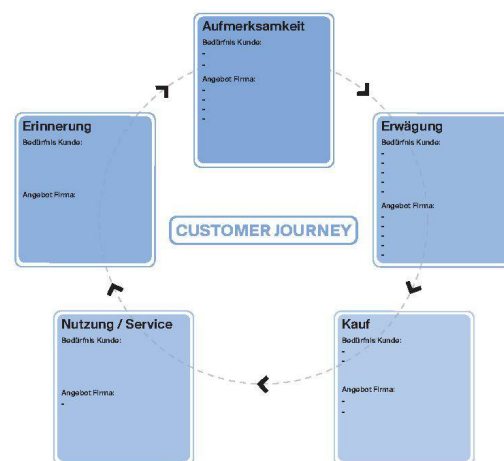 Aufmerksamkeit
Bedürfnis Kunde:
-
-
Angebot Firma:
-
-
-
-
Erwägung
Bedürfnis Kunde:
-
-
-
-
-
Angebot Firma:
-
-
-
-
-
Kauf
Bedürfnis Kunde:
-
-
Angebot Firma:
-
-
Nutzung / Service
Bedürfnis Kunde:
Angebot Firma:
-
Erinnerung
Bedürfnis Kunde:
Angebot Firma:
CUSTOMER JOURNEY